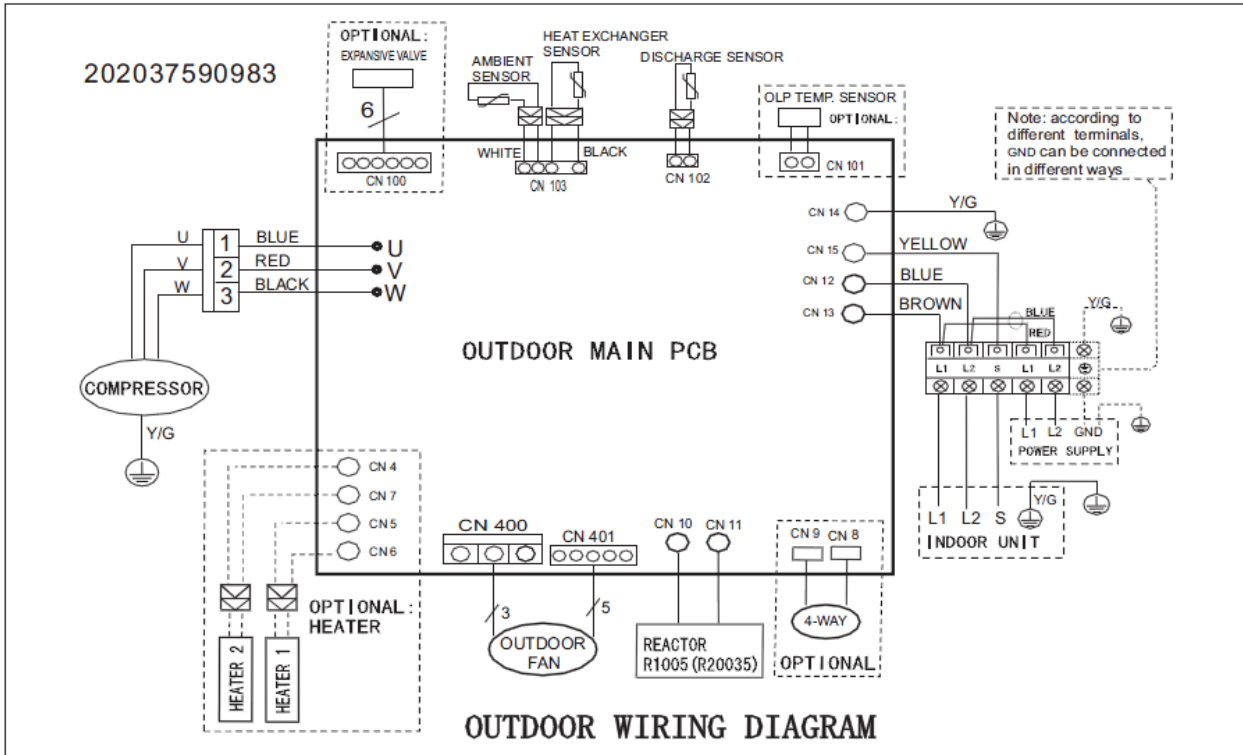 202037590983
OPTIONAL:
EXPANSIVE VALVE
6
CN 100
AMBIENT
SENSOR
HEAT EXCHANGER
SENSOR
WHITE
BLACK
CN 103
DISCHARGE SENSOR
CN 102
OLP TEMP. SENSOR
OPTIONAL:
CN 101
Note: according to
different terminals,
GND can be connected
in different ways
CN 14
Y/G
CN 15
YELLOW
CN 12
BLUE
CN 13
BROWN
U
1
BLUE
U
V
2
RED
V
W
3
BLACK
W
COMPRESSOR
Y/G
OUTDOOR MAIN PCB
BLUE
RED
Y/G
L1
L2
S
L1
L2
L1
L2
GND
POWER SUPPLY
Y/G
L1
L2
S
INDOOR UNIT
CN 4
CN 7
CN 5
CN 6
OPTIONAL:
HEATER
HEATER 2
HEATER 1
CN 400
CN 401
3
5
OUTDOOR
FAN
CN 10
CN 11
REACTOR
R1005 (R20035)
CN 9
CN 8
4-WAY
OPTIONAL
OUTDOOR WIRING DIAGRAM